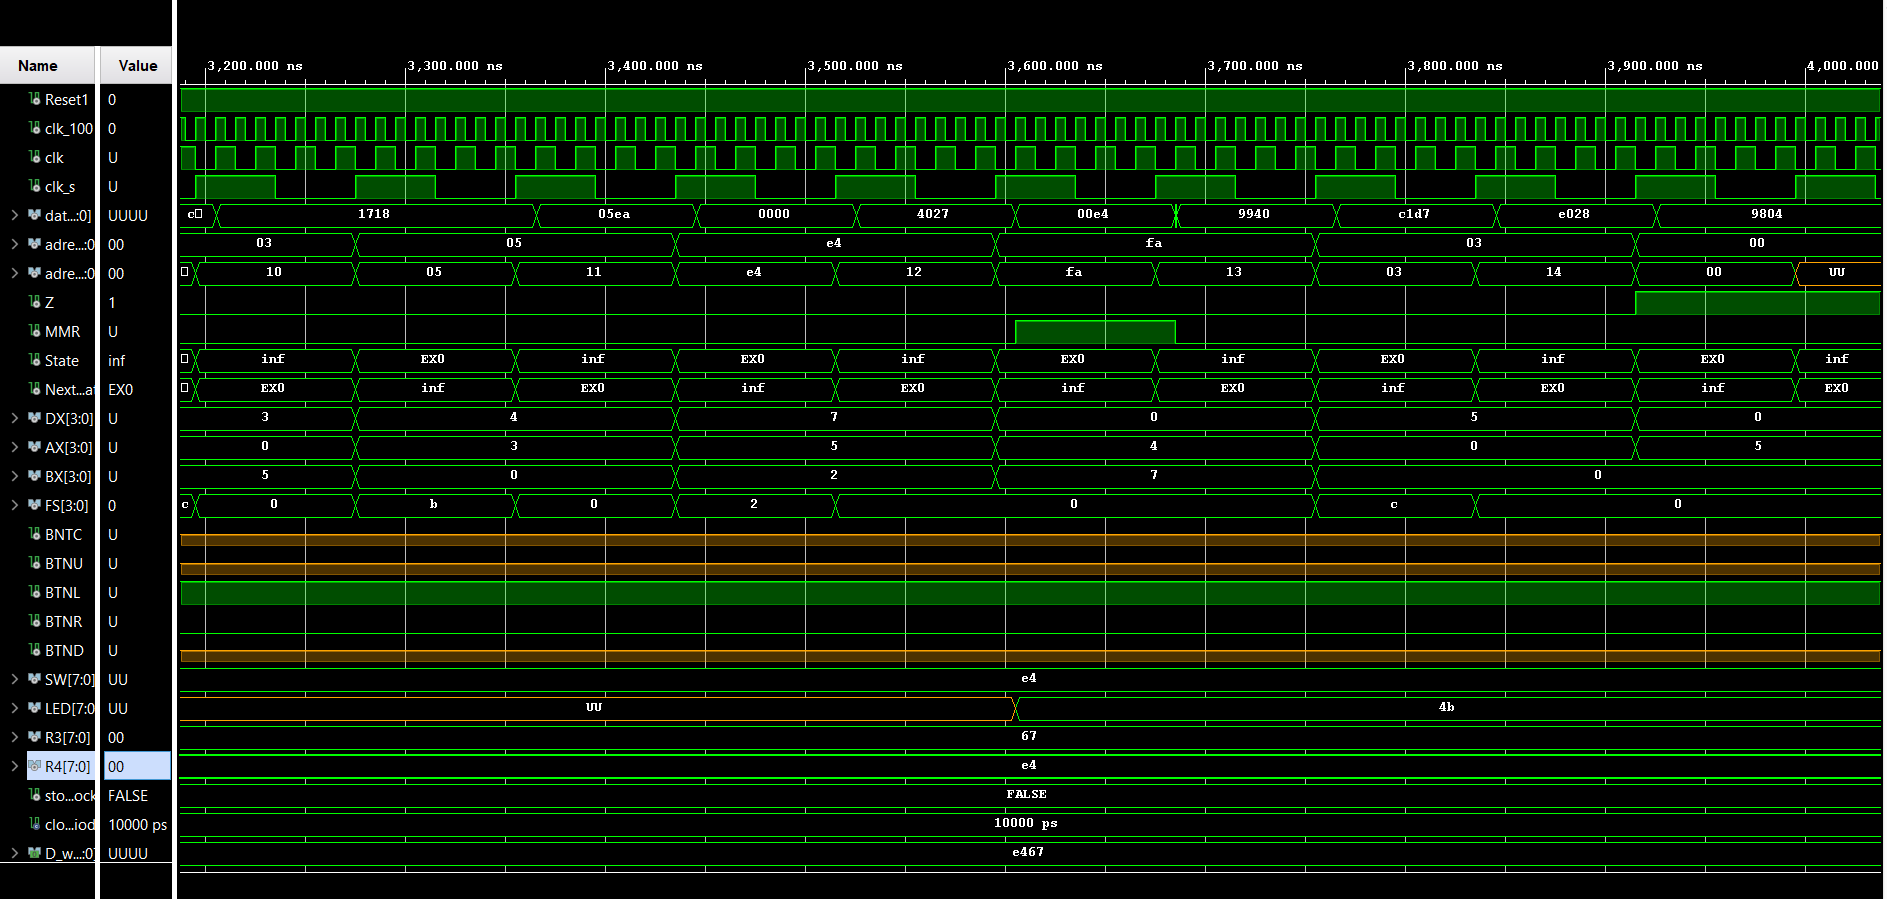 Name Value 3,200.000 ns 3,300.000 ns 3,400.000 ns 3,500.000 ns 3,600.000 ns 3,700.000 ns 3,800.000 ns 3,900.000 ns 4,000.000
Reset1 0
clk_100 0
clk U
clk_s U
dat...:0] UUUU c 1718 05ea 0000 4027 00e4 9940 c1d7 e028 9804
adre...:0 00 03 05 e4 fa 03 00
adre...:0 00 10 05 11 e4 12 fa 13 03 14 00 UU
Z 1
MMR U
State inf inf EX0 inf EX0 inf EX0 inf EX0 inf EX0 inf
Next...at EX0 EX0 inf EX0 inf EX0 inf EX0 inf EX0 inf EX0
DX[3:0] U 3 4 7 0 5 0
AX[3:0] U 0 3 5 4 0 5
BX[3:0] U 5 0 2 7 0
FS[3:0] 0 c 0 b 0 2 0 c 0
BNTC U
BTNU U
BTNL U
BTNR U
BTND U
SW[7:0] UU e4
LED[7:0 UU UU 4b
R3[7:0] 00 67
R4[7:0] 00 e4
sto...ock FALSE FALSE
clo...iod 10000 ps 10000 ps
D_w...:0] UUUU e467